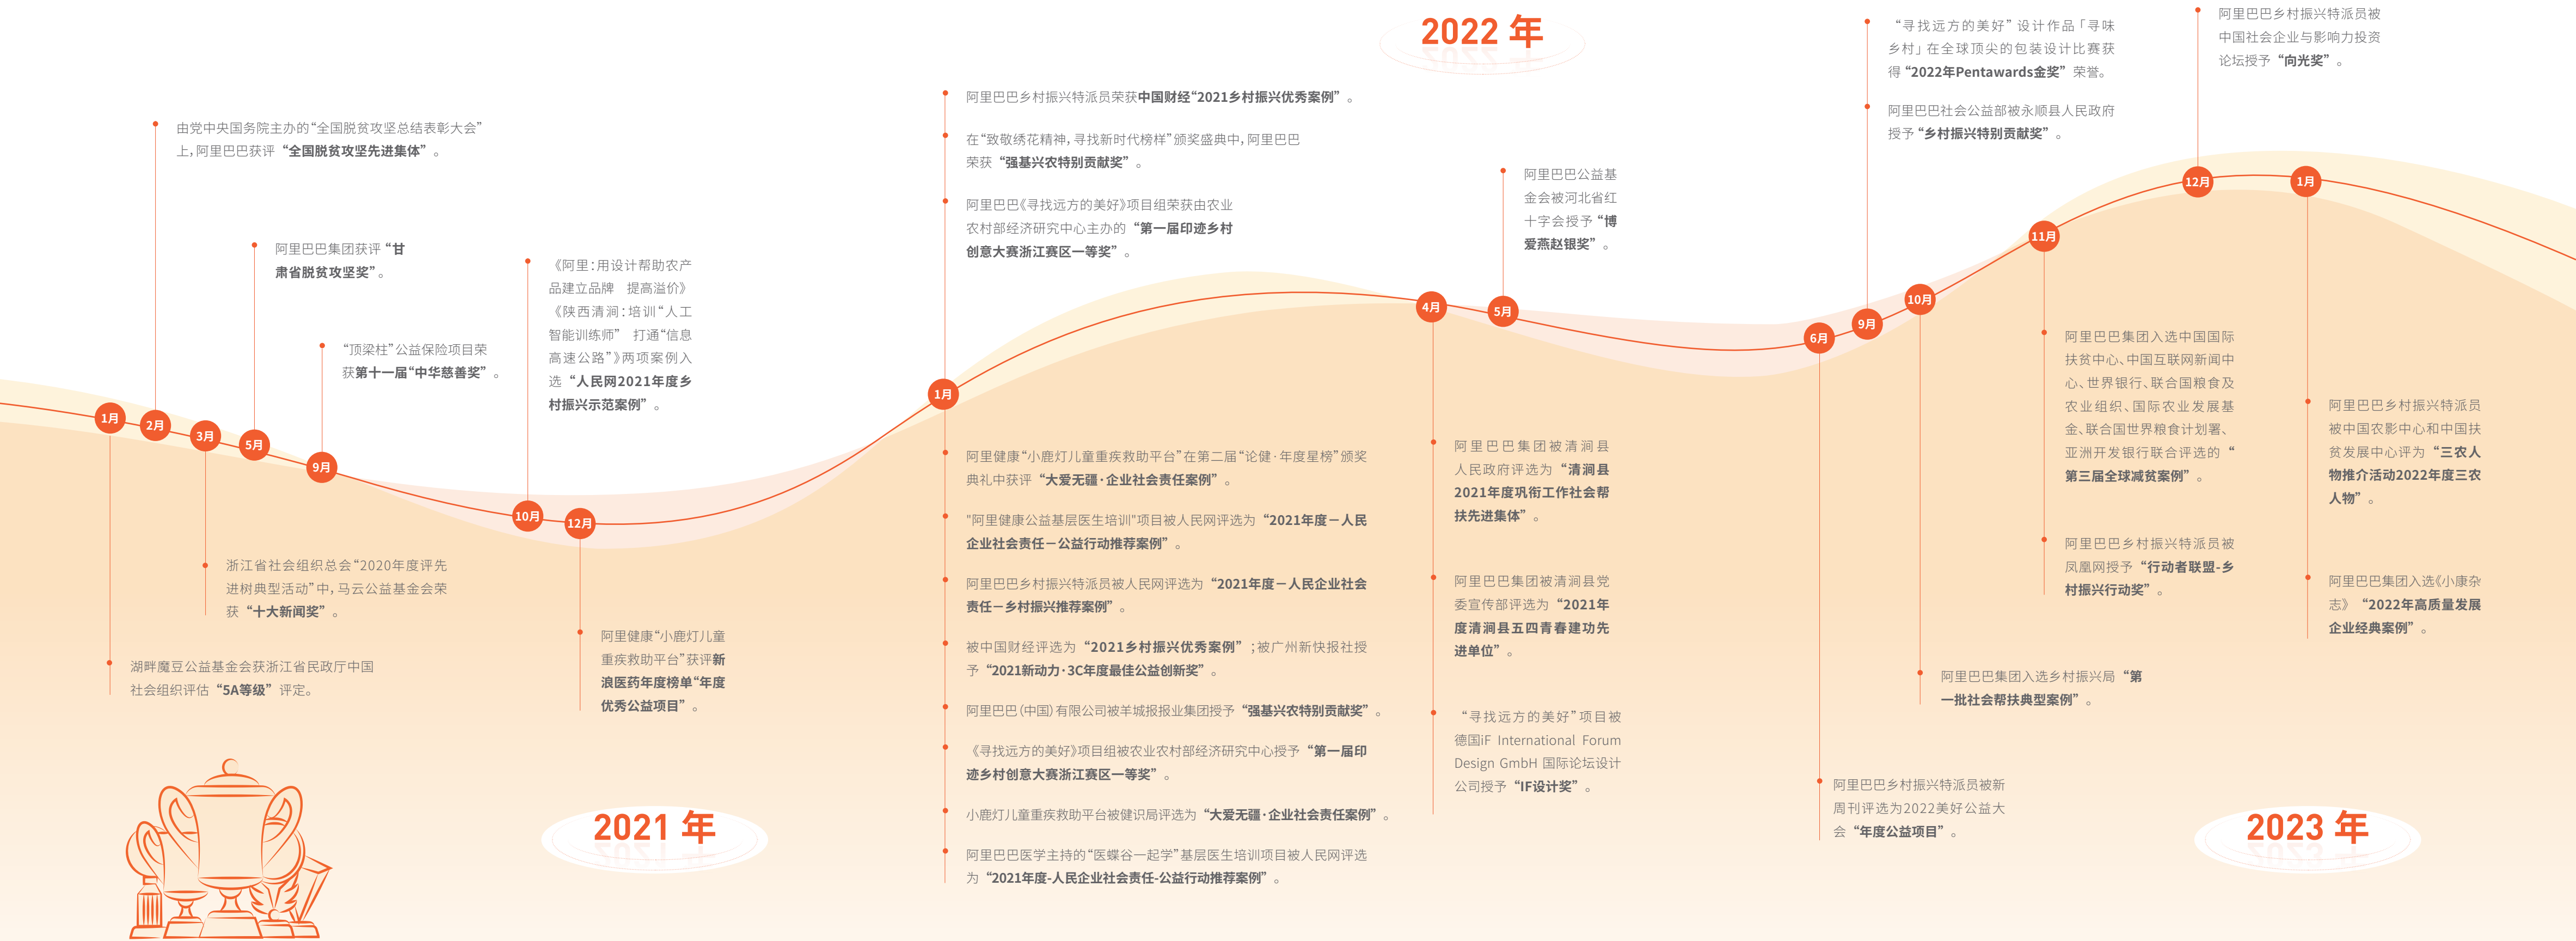 2021 年
1月
湖畔魔豆公益基金会获浙江省民政厅中国
社会组织评估“5A等级”评定。
2月
由党中央国务院主办的“全国脱贫攻坚总结表彰大会”
上，阿里巴巴获评“全国脱贫攻坚先进集体”。
3月
浙江省社会组织总会“2020年度评先
进树典型活动”中，马云公益基金会荣
获“十大新闻奖”。
5月
阿里巴巴集团获评“甘
肃省脱贫攻坚奖”。
9月
“顶梁柱”公益保险项目荣
获第十一届“中华慈善奖”。
10月
《阿里：用设计帮助农产
品建立品牌　提高溢价》
《陕西清涧：培训“人工
智能训练师”　打通“信息
高速公路”》两项案例入
选“人民网2021年度乡
村振兴示范案例”。
12月
阿里健康“小鹿灯儿童
重疾救助平台”获评新
浪医药年度榜单“年度
优秀公益项目”。
2022 年
1月
阿里巴巴乡村振兴特派员荣获中国财经“2021乡村振兴优秀案例”。
在“致敬绣花精神，寻找新时代榜样”颁奖盛典中，阿里巴巴
荣获“强基兴农特别贡献奖”。
阿里巴巴《寻找远方的美好》项目组荣获由农业
农村部经济研究中心主办的“第一届印迹乡村
创意大赛浙江赛区一等奖”。
阿里健康“小鹿灯儿童重疾救助平台”在第二届“论健·年度星榜”颁奖
典礼中获评“大爱无疆·企业社会责任案例”。
"阿里健康公益基层医生培训"项目被人民网评选为“2021年度－人民
企业社会责任－公益行动推荐案例”。
阿里巴巴乡村振兴特派员被人民网评选为“2021年度－人民企业社会
责任－乡村振兴推荐案例”。
被中国财经评选为“2021乡村振兴优秀案例”；被广州新快报社授
予“2021新动力·3C年度最佳公益创新奖”。
阿里巴巴（中国）有限公司被羊城报报业集团授予“强基兴农特别贡献奖”。
《寻找远方的美好》项目组被农业农村部经济研究中心授予“第一届印
迹乡村创意大赛浙江赛区一等奖”。
小鹿灯儿童重疾救助平台被健识局评选为“大爱无疆·企业社会责任案例”。
阿里巴巴医学主持的“医蝶谷一起学”基层医生培训项目被人民网评选
为“2021年度-人民企业社会责任-公益行动推荐案例”。
4月
阿里巴巴集团被清涧县
人民政府评选为“清涧县
2021年度巩衔工作社会帮
扶先进集体”。
阿里巴巴集团被清涧县党
委宣传部评选为“2021年
度清涧县五四青春建功先
进单位”。
“寻找远方的美好”项目被
德国iF International Forum
Design GmbH 国际论坛设计
公司授予“IF设计奖”。
5月
阿里巴巴公益基
金会被河北省红
十字会授予“博
爱燕赵银奖”。
6月
阿里巴巴乡村振兴特派员被新
周刊评选为2022美好公益大
会“年度公益项目”。
9月
“寻找远方的美好”设计作品「寻味
乡村」在全球顶尖的包装设计比赛获
得“2022年Pentawards金奖”荣誉。
阿里巴巴社会公益部被永顺县人民政府
授予“乡村振兴特别贡献奖”。
10月
阿里巴巴集团入选乡村振兴局“第
一批社会帮扶典型案例”。
11月
阿里巴巴集团入选中国国际
扶贫中心、中国互联网新闻中
心、世界银行、联合国粮食及
农业组织、国际农业发展基
金、联合国世界粮食计划署、
亚洲开发银行联合评选的“
第三届全球减贫案例”。
阿里巴巴乡村振兴特派员被
凤凰网授予“行动者联盟-乡
村振兴行动奖”。
12月
阿里巴巴乡村振兴特派员被
中国社会企业与影响力投资
论坛授予“向光奖”。
2023 年
1月
阿里巴巴乡村振兴特派员
被中国农影中心和中国扶
贫发展中心评为“三农人
物推介活动2022年度三农
人物”。
阿里巴巴集团入选《小康杂
志》“2022年高质量发展
企业经典案例”。